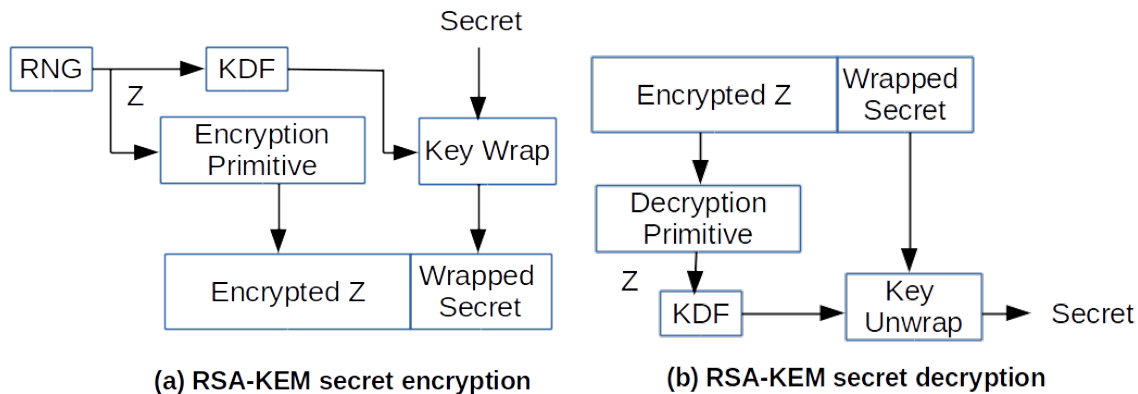 Secret
RNG
KDF
Z
Encryption
Primitive
Key Wrap
Encrypted Z
Wrapped
Secret
(a) RSA-KEM secret encryption
Encrypted Z
Wrapped
Secret
Decryption
Primitive
Z
KDF
Key
Unwrap
Secret
(b) RSA-KEM secret decryption